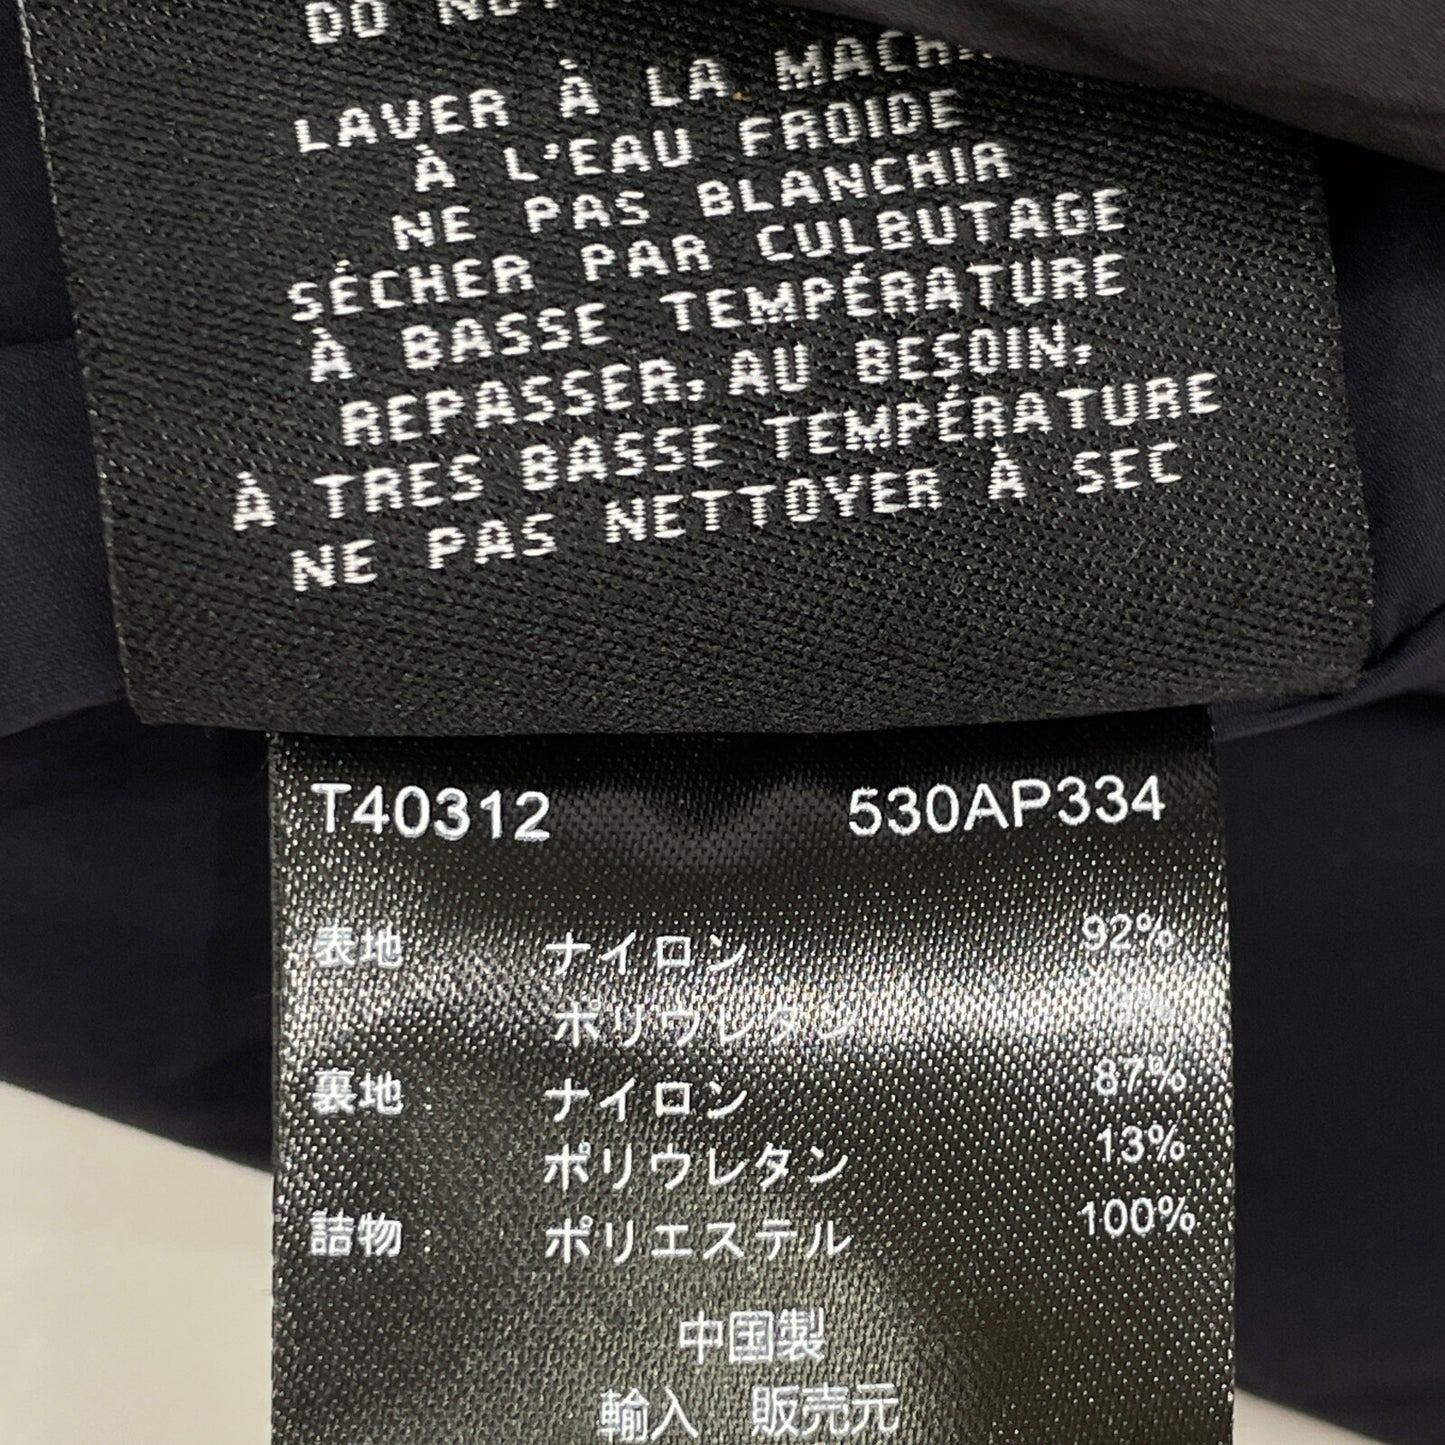 DO NOT
LAVER À LA
À L'EAU FROIDE
NE PAS BLANCHIR
SÉCHER PAR CULBUTAGE
À BASSE TEMPÉRATURE
REPASSER, AU BESOIN,
À TRES BASSE TEMPÉRATURE
NE PAS NETTOYER À SEC
T40312 530AP334
表地 ナイロン 92%
ポリウレタン
裏地 ナイロン 87%
ポリウレタン 13%
詰物 ポリエステル 100%
中国製
輸入 販売元